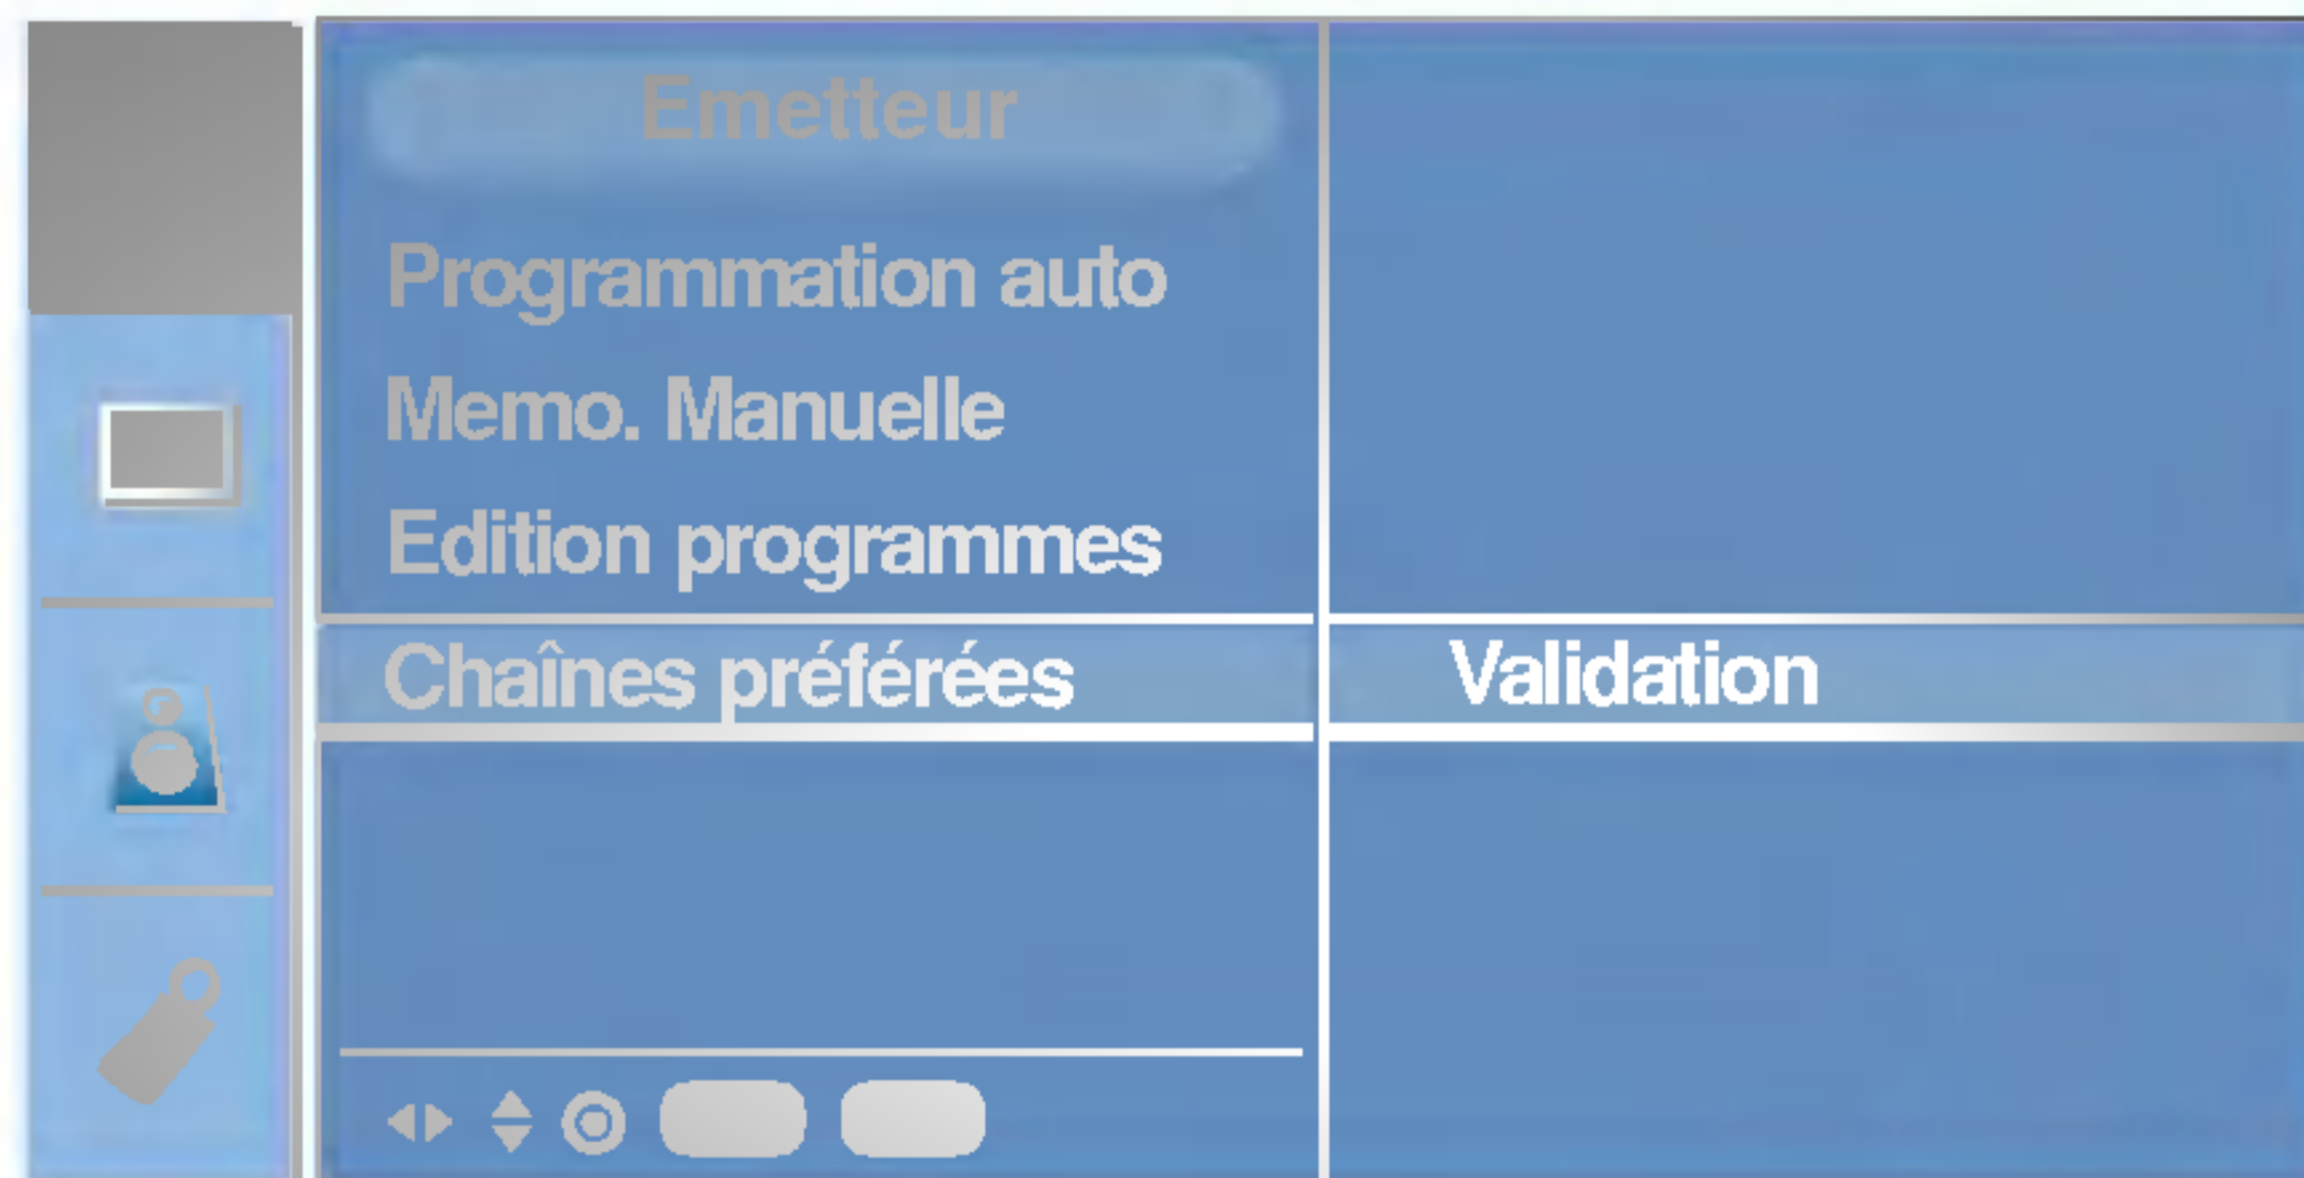 Emetteur
Programmation auto
Memo. Manuelle
Edition programmes
Chaînes préférées Validation